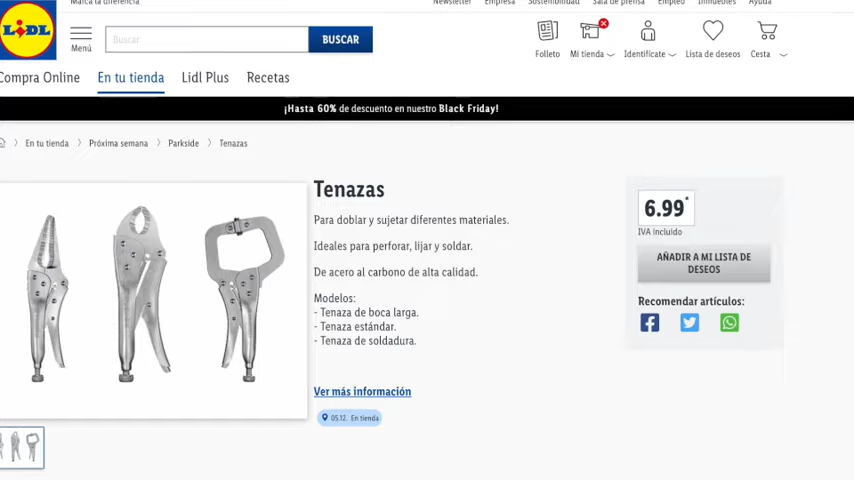 Marca la diferencia
Newsletter Empresa Sostenibilidad Sala de prensa Empleo Inmuebles Ayuda
LIDL
Menú
Buscar
BUSCAR
Folleto Mi tienda Identifícate Lista de deseos Cesta
Compra Online En tu tienda Lidl Plus Recetas
¡Hasta 60% de descuento en nuestro Black Friday!
En tu tienda Próxima semana Parkside Tenazas
Tenazas
Para doblar y sujetar diferentes materiales.
Ideales para perforar, lijar y soldar.
De acero al carbono de alta calidad.
Modelos:
- Tenaza de boca larga.
- Tenaza estándar.
- Tenaza de soldadura.
Ver más información
05.12. En tienda
6.99*
IVA incluido
AÑADIR A MI LISTA DE
DESEOS
Recomendar artículos: